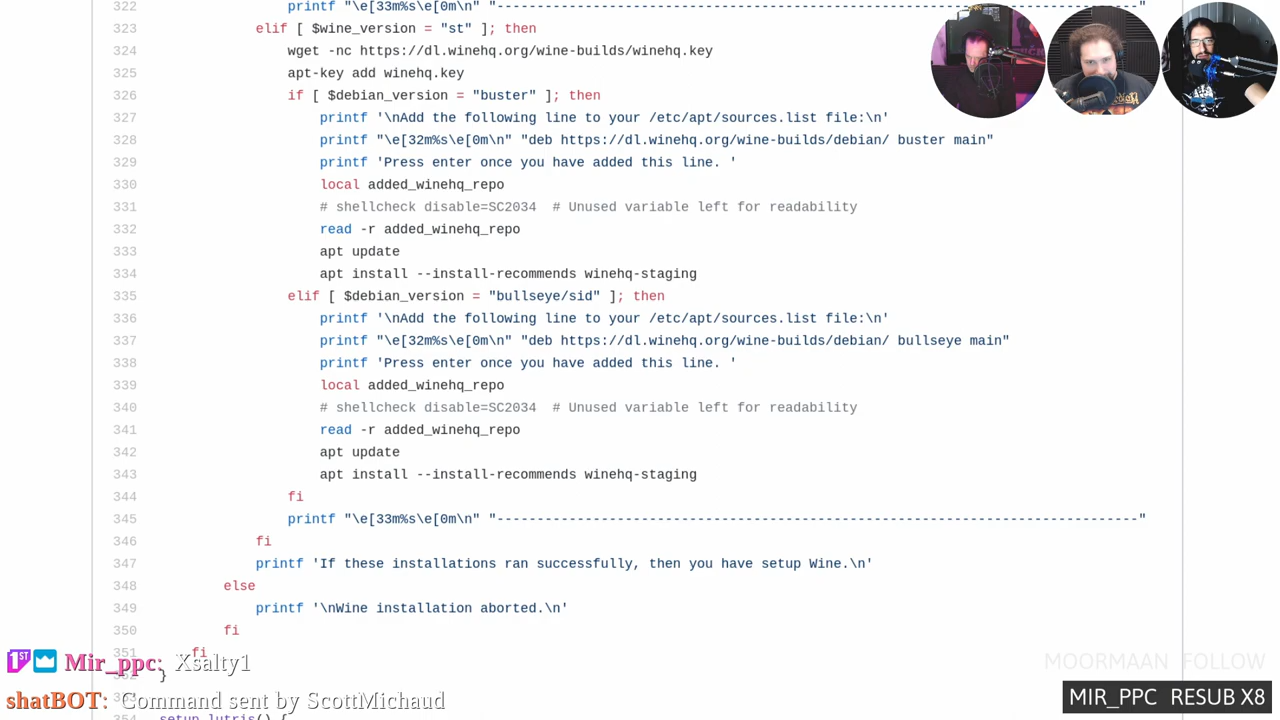 322 printf "\e[33m%s\e[0m\n" "--------------------------------------------------------------------------------"
323 elif [ $wine_version = "st" ]; then
324 wget -nc https://dl.winehq.org/wine-builds/winehq.key
325 apt-key add winehq.key
326 if [ $debian_version = "buster" ]; then
327 printf '\nAdd the following line to your /etc/apt/sources.list file:\n'
328 printf "\e[32m%s\e[0m\n" "deb https://dl.winehq.org/wine-builds/debian/ buster main"
329 printf 'Press enter once you have added this line. '
330 local added_winehq_repo
331 # shellcheck disable=SC2034  # Unused variable left for readability
332 read -r added_winehq_repo
333 apt update
334 apt install --install-recommends winehq-staging
335 elif [ $debian_version = "bullseye/sid" ]; then
336 printf '\nAdd the following line to your /etc/apt/sources.list file:\n'
337 printf "\e[32m%s\e[0m\n" "deb https://dl.winehq.org/wine-builds/debian/ bullseye main"
338 printf 'Press enter once you have added this line. '
339 local added_winehq_repo
340 # shellcheck disable=SC2034  # Unused variable left for readability
341 read -r added_winehq_repo
342 apt update
343 apt install --install-recommends winehq-staging
344 fi
345 printf "\e[33m%s\e[0m\n" "--------------------------------------------------------------------------------"
346 fi
347 printf 'If these installations ran successfully, then you have setup Wine.\n'
348 else
349 printf '\nWine installation aborted.\n'
350 fi
351 fi
}
354 setup_lutris() {
1ST Mir_ppc: Xsalty1
shatBOT: Command sent by ScottMichaud
MOORMAAN FOLLOW
MIR_PPC RESUB X8